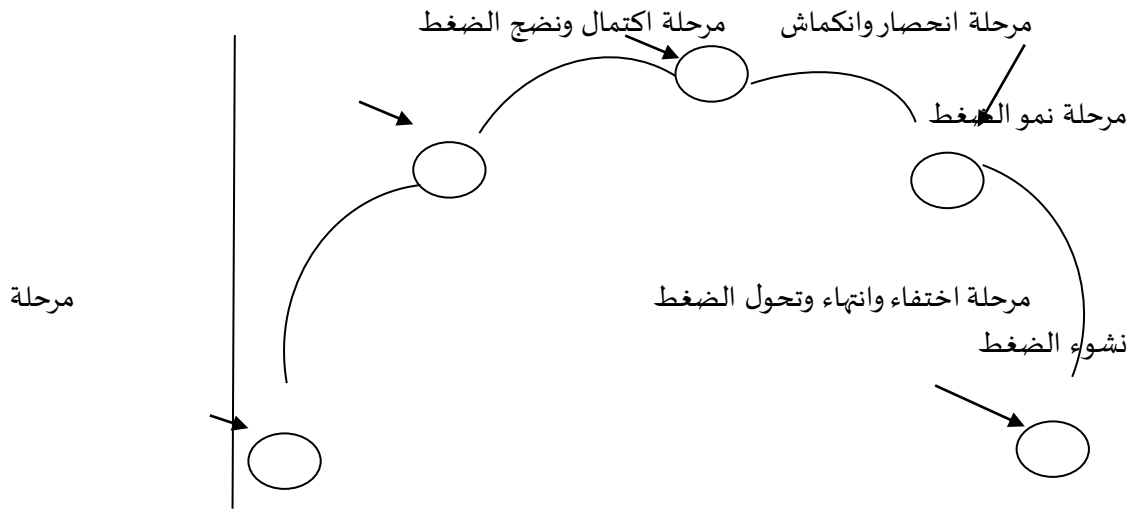 مرحلة انحصار وانكماش
مرحلة اكتمال ونضج الضغط
مرحلة نمو الضغط
مرحلة اختفاء وانتهاء وتحول الضغط
مرحلة
نشوء الضغط